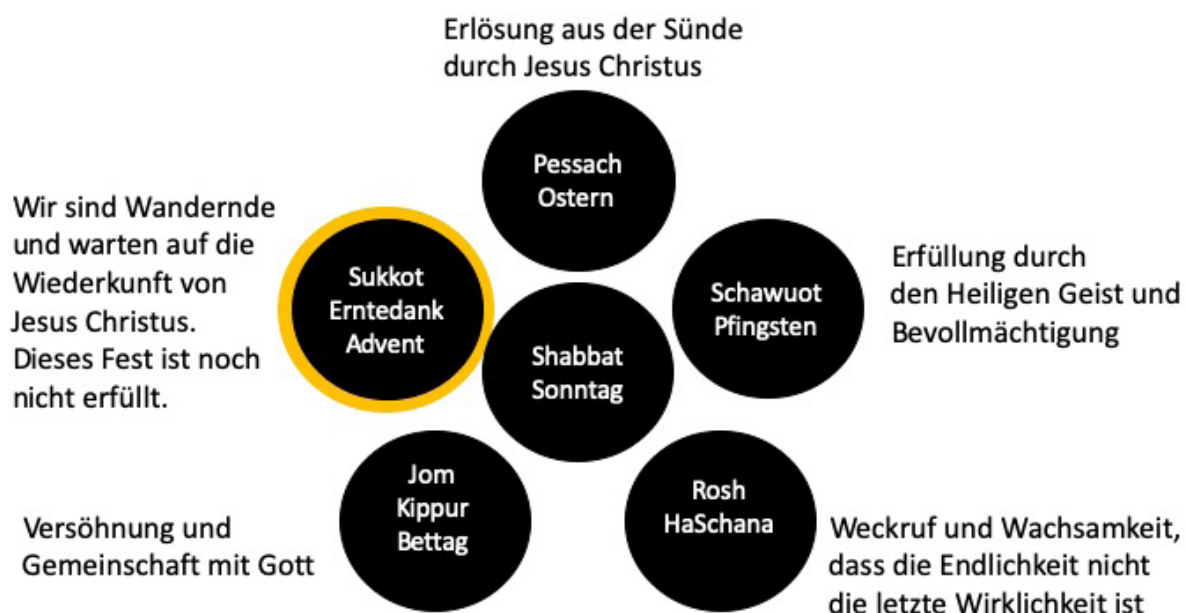 Erlösung aus der Sünde
durch Jesus Christus
Pessach
Ostern
Wir sind Wandernde
und warten auf die
Wiederkunft von
Jesus Christus.
Dieses Fest ist noch
nicht erfüllt.
Sukkot
Erntedank
Advent
Shabbat
Sonntag
Schawuot
Pfingsten
Erfüllung durch
den Heiligen Geist und
Bevollmächtigung
Versöhnung und
Gemeinschaft mit Gott
Jom
Kippur
Bettag
Rosh
HaSchana
Weckruf und Wachsamkeit,
dass die Endlichkeit nicht
die letzte Wirklichkeit ist